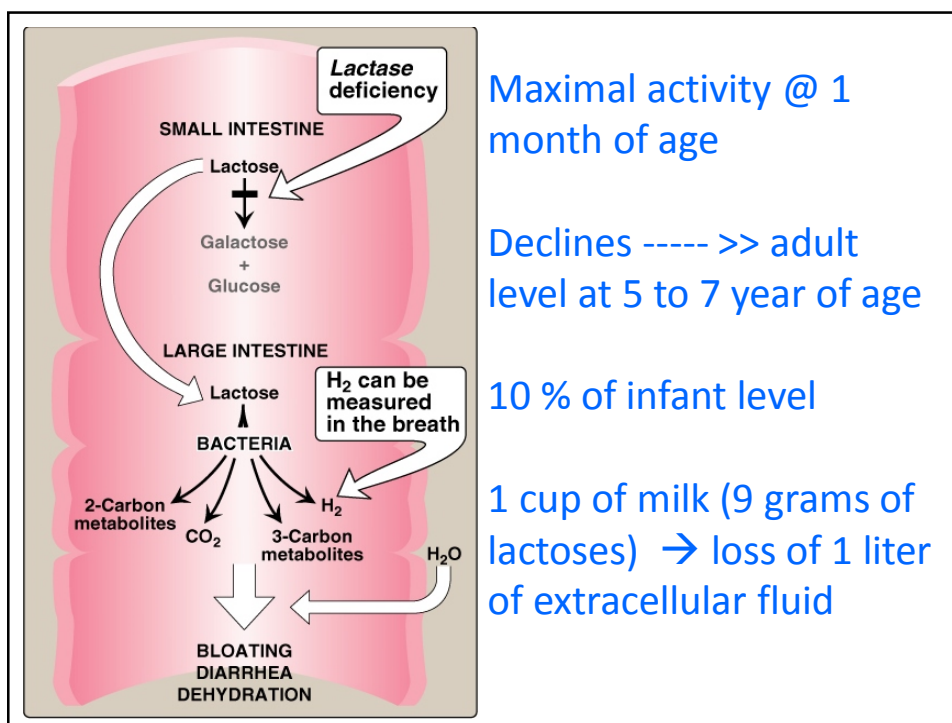 Lactase
deficiency
SMALL INTESTINE
Lactose
Galactose
+
Glucose
LARGE INTESTINE
Lactose
H₂ can be
measured
in the breath
BACTERIA
2-Carbon
metabolites
CO₂
3-Carbon
metabolites
H₂
H₂O
BLOATING
DIARRHEA
DEHYDRATION
Maximal activity @ 1
month of age
Declines ----- >> adult
level at 5 to 7 year of age
10 % of infant level
1 cup of milk (9 grams of
lactoses) → loss of 1 liter
of extracellular fluid